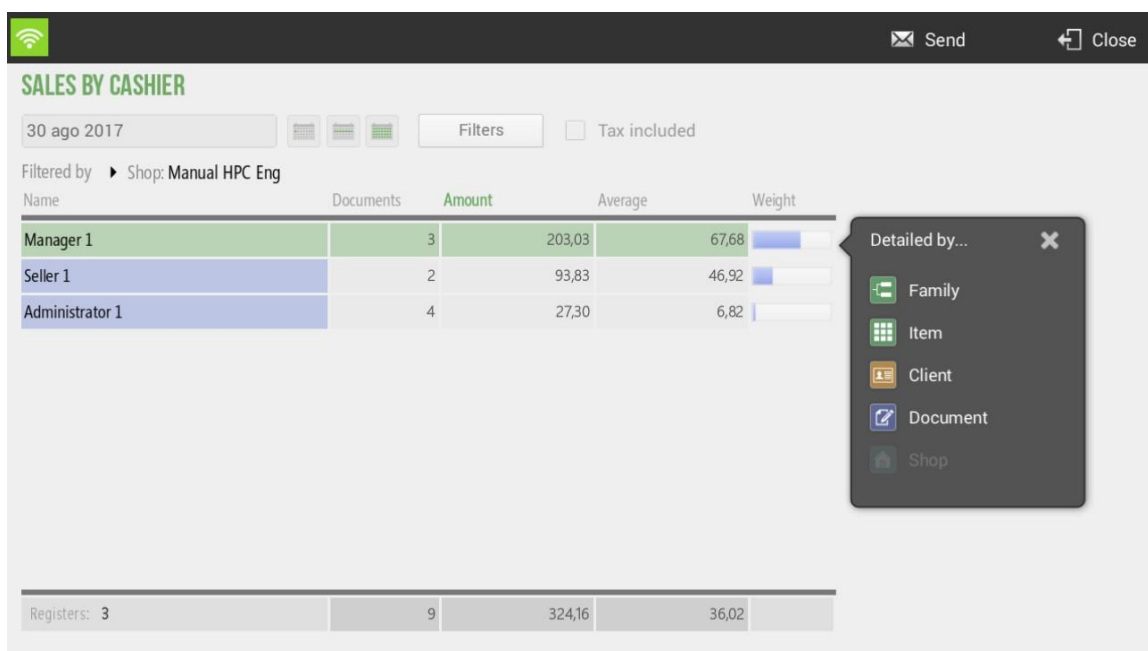 Send Close
SALES BY CASHIER
30 ago 2017 Filters Tax included
Filtered by Shop: Manual HPC Eng
Name Documents Amount Average Weight
Manager 1 3 203,03 67,68
Seller 1 2 93,83 46,92
Administrator 1 4 27,30 6,82
Detailed by...
Family
Item
Client
Document
Shop
Registers: 3 9 324,16 36,02